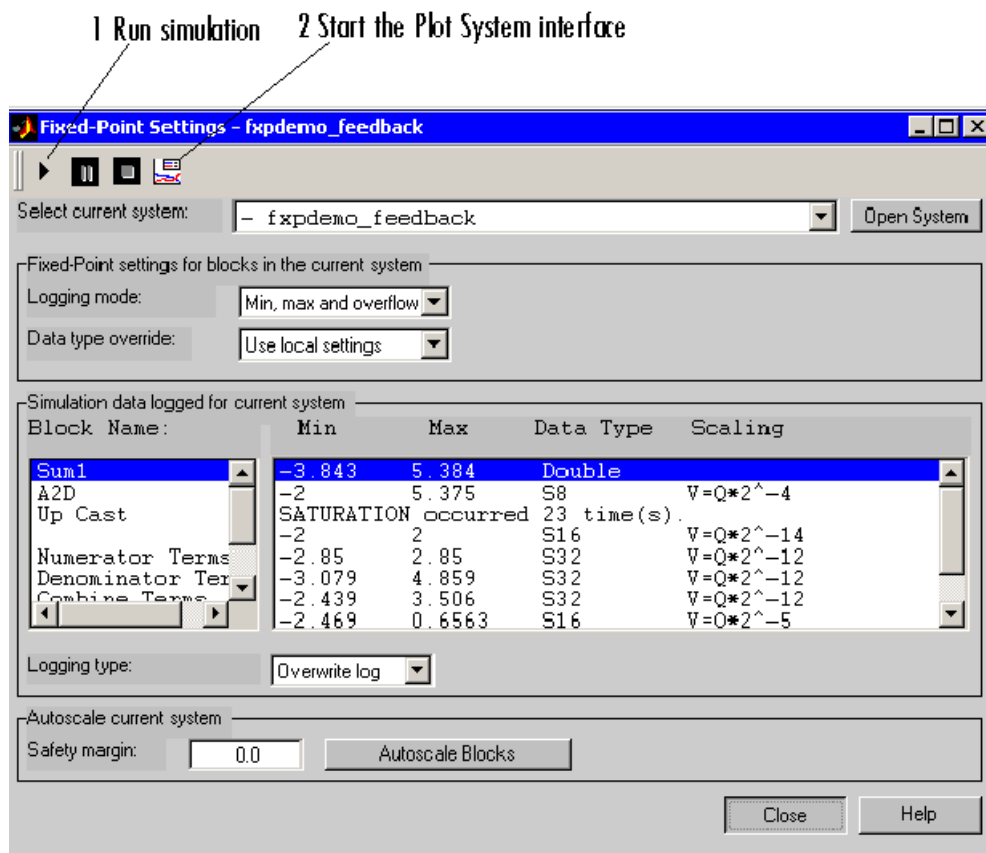 1 Run simulation 2 Start the Plot System interface
Fixed-Point Settings - fxpdemo_feedback
Select current system: - fxpdemo_feedback Open System
Fixed-Point settings for blocks in the current system
Logging mode: Min, max and overflow
Data type override: Use local settings
Simulation data logged for current system
Block Name: Min Max Data Type Scaling
Sum1 -3.843 5.384 Double
A2D -2 5.375 S8 V=Q*2^-4
Up Cast SATURATION occurred 23 time(s).
-2 2 S16 V=Q*2^-14
Numerator Terms -2.85 2.85 S32 V=Q*2^-12
Denominator Ter -3.079 4.859 S32 V=Q*2^-12
Combine Terms -2.439 3.506 S32 V=Q*2^-12
-2.469 0.6563 S16 V=Q*2^-5
Logging type: Overwrite log
Autoscale current system
Safety margin: 0.0 Autoscale Blocks
Close Help